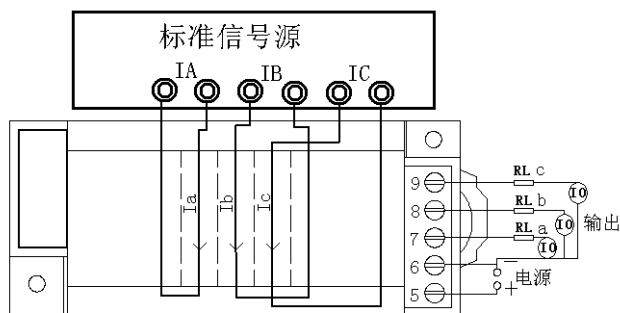 标准信号源
IA IB IC
Ia Ib Ic
9 RL c IO
8 RL b IO 输出
7 RL a IO
6 − 电源
5 +